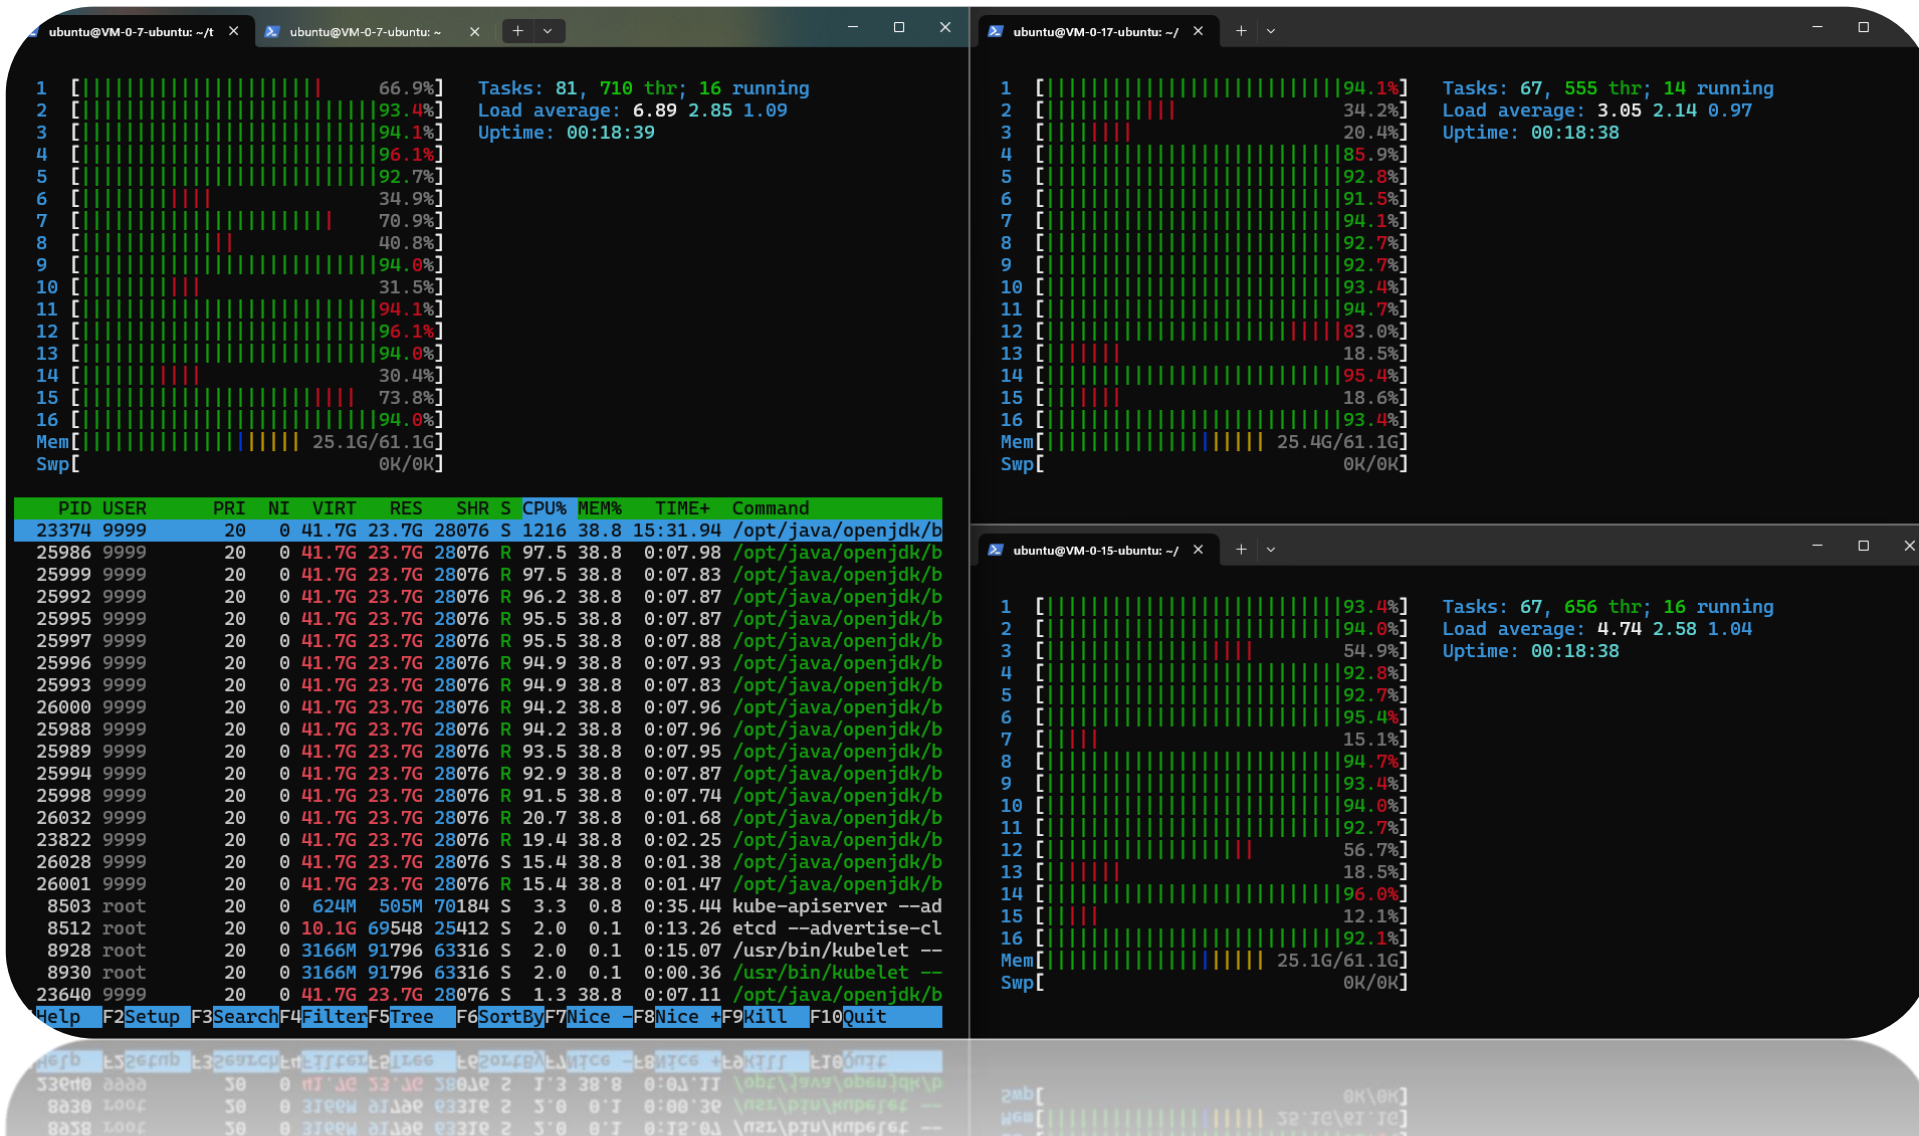 ubuntu@VM-0-7-ubuntu: ~/t
ubuntu@VM-0-7-ubuntu: ~
1 [ 66.9%] Tasks: 81, 710 thr; 16 running
2 [ 93.4%] Load average: 6.89 2.85 1.09
3 [ 94.1%] Uptime: 00:18:39
4 [ 96.1%]
5 [ 92.7%]
6 [ 34.9%]
7 [ 70.9%]
8 [ 40.8%]
9 [ 94.0%]
10 [ 31.5%]
11 [ 94.1%]
12 [ 96.1%]
13 [ 94.0%]
14 [ 30.4%]
15 [ 73.8%]
16 [ 94.0%]
Mem[ 25.1G/61.1G]
Swp[ 0K/0K]
PID USER PRI NI VIRT RES SHR S CPU% MEM% TIME+ Command
23374 9999 20 0 41.7G 23.7G 28076 S 1216 38.8 15:31.94 /opt/java/openjdk/b
25986 9999 20 0 41.7G 23.7G 28076 R 97.5 38.8 0:07.98 /opt/java/openjdk/b
25999 9999 20 0 41.7G 23.7G 28076 R 97.5 38.8 0:07.83 /opt/java/openjdk/b
25992 9999 20 0 41.7G 23.7G 28076 R 96.2 38.8 0:07.87 /opt/java/openjdk/b
25995 9999 20 0 41.7G 23.7G 28076 R 95.5 38.8 0:07.87 /opt/java/openjdk/b
25997 9999 20 0 41.7G 23.7G 28076 R 95.5 38.8 0:07.88 /opt/java/openjdk/b
25996 9999 20 0 41.7G 23.7G 28076 R 94.9 38.8 0:07.93 /opt/java/openjdk/b
25993 9999 20 0 41.7G 23.7G 28076 R 94.9 38.8 0:07.83 /opt/java/openjdk/b
26000 9999 20 0 41.7G 23.7G 28076 R 94.2 38.8 0:07.96 /opt/java/openjdk/b
25988 9999 20 0 41.7G 23.7G 28076 R 94.2 38.8 0:07.96 /opt/java/openjdk/b
25989 9999 20 0 41.7G 23.7G 28076 R 93.5 38.8 0:07.95 /opt/java/openjdk/b
25994 9999 20 0 41.7G 23.7G 28076 R 92.9 38.8 0:07.87 /opt/java/openjdk/b
25998 9999 20 0 41.7G 23.7G 28076 R 91.5 38.8 0:07.74 /opt/java/openjdk/b
26032 9999 20 0 41.7G 23.7G 28076 R 20.7 38.8 0:01.68 /opt/java/openjdk/b
23822 9999 20 0 41.7G 23.7G 28076 R 19.4 38.8 0:02.25 /opt/java/openjdk/b
26028 9999 20 0 41.7G 23.7G 28076 S 15.4 38.8 0:01.38 /opt/java/openjdk/b
26001 9999 20 0 41.7G 23.7G 28076 R 15.4 38.8 0:01.47 /opt/java/openjdk/b
8503 root 20 0 624M 505M 70184 S 3.3 0.8 0:35.44 kube-apiserver --ad
8512 root 20 0 10.1G 69548 25412 S 2.0 0.1 0:13.26 etcd --advertise-cl
8928 root 20 0 3166M 91796 63316 S 2.0 0.1 0:15.07 /usr/bin/kubelet --
8930 root 20 0 3166M 91796 63316 S 2.0 0.1 0:00.36 /usr/bin/kubelet --
23640 9999 20 0 41.7G 23.7G 28076 S 1.3 38.8 0:07.11 /opt/java/openjdk/b
Help F2Setup F3SearchF4FilterF5Tree F6SortByF7Nice -F8Nice +F9Kill F10Quit
ubuntu@VM-0-17-ubuntu: ~/
1 [ 94.1%] Tasks: 67, 555 thr; 14 running
2 [ 34.2%] Load average: 3.05 2.14 0.97
3 [ 20.4%] Uptime: 00:18:38
4 [ 85.9%]
5 [ 92.8%]
6 [ 91.5%]
7 [ 94.1%]
8 [ 92.7%]
9 [ 92.7%]
10 [ 93.4%]
11 [ 94.7%]
12 [ 83.0%]
13 [ 18.5%]
14 [ 95.4%]
15 [ 18.6%]
16 [ 93.4%]
Mem[ 25.4G/61.1G]
Swp[ 0K/0K]
ubuntu@VM-0-15-ubuntu: ~/
1 [ 93.4%] Tasks: 67, 656 thr; 16 running
2 [ 94.0%] Load average: 4.74 2.58 1.04
3 [ 54.9%] Uptime: 00:18:38
4 [ 92.8%]
5 [ 92.7%]
6 [ 95.4%]
7 [ 15.1%]
8 [ 94.7%]
9 [ 93.4%]
10 [ 94.0%]
11 [ 92.7%]
12 [ 56.7%]
13 [ 18.5%]
14 [ 96.0%]
15 [ 12.1%]
16 [ 92.1%]
Mem[ 25.1G/61.1G]
Swp[ 0K/0K]